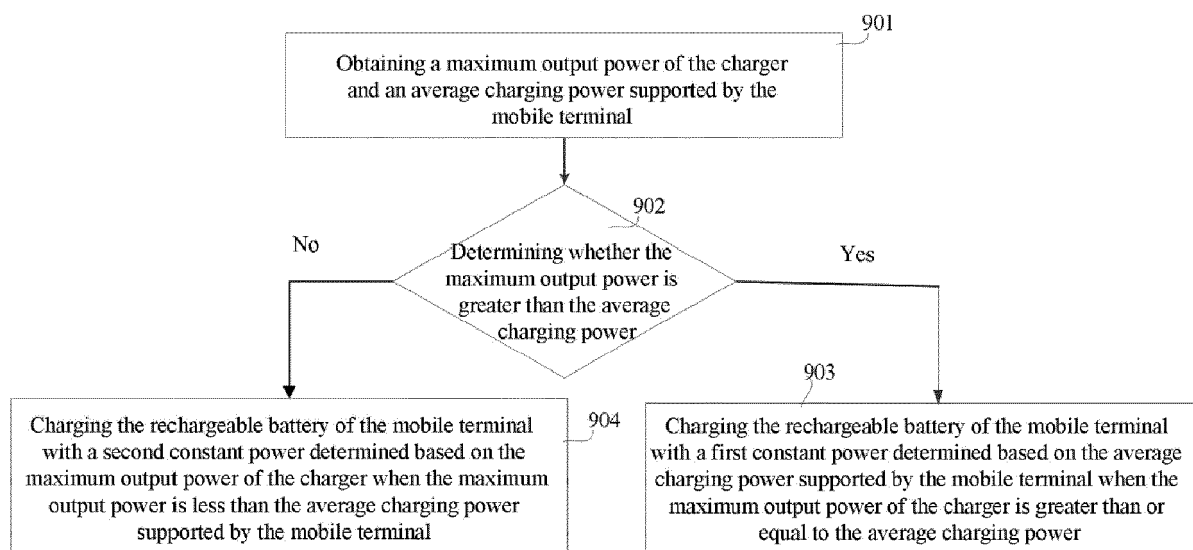 901
Obtaining a maximum output power of the charger
and an average charging power supported by the
mobile terminal
902
No
Yes
Determining whether the
maximum output power is
greater than the average
charging power
903
904
Charging the rechargeable battery of the mobile terminal
with a second constant power determined based on the
maximum output power of the charger when the maximum
output power is less than the average charging power
supported by the mobile terminal
Charging the rechargeable battery of the mobile terminal
with a first constant power determined based on the average
charging power supported by the mobile terminal when the
maximum output power of the charger is greater than or
equal to the average charging power